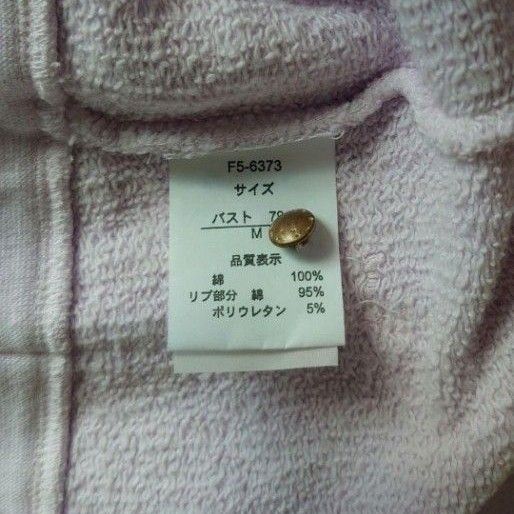 F5-6373
サイズ
バスト
M
品質表示
綿 100%
リブ部分 綿 95%
ポリウレタン 5%